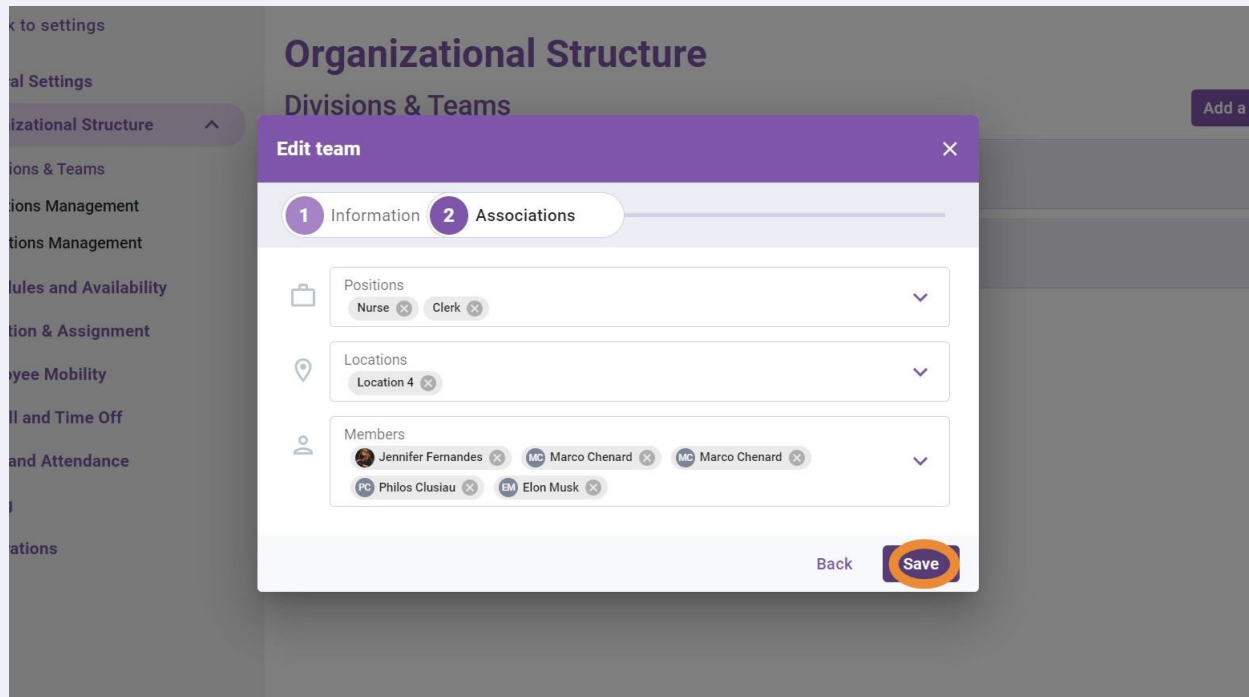 k to settings
Organizational Structure
al Settings
Divisions & Teams
Add a
izational Structure
Edit team
ions & Teams
tions Management
1 Information 2 Associations
tions Management
Positions
lules and Availability
Nurse Clerk
tion & Assignment
Locations
yee Mobility
Location 4
ll and Time Off
Members
and Attendance
Jennifer Fernandes MC Marco Chenard MC Marco Chenard
PC Philos Clusiau EM Elon Musk
ations
Back Save